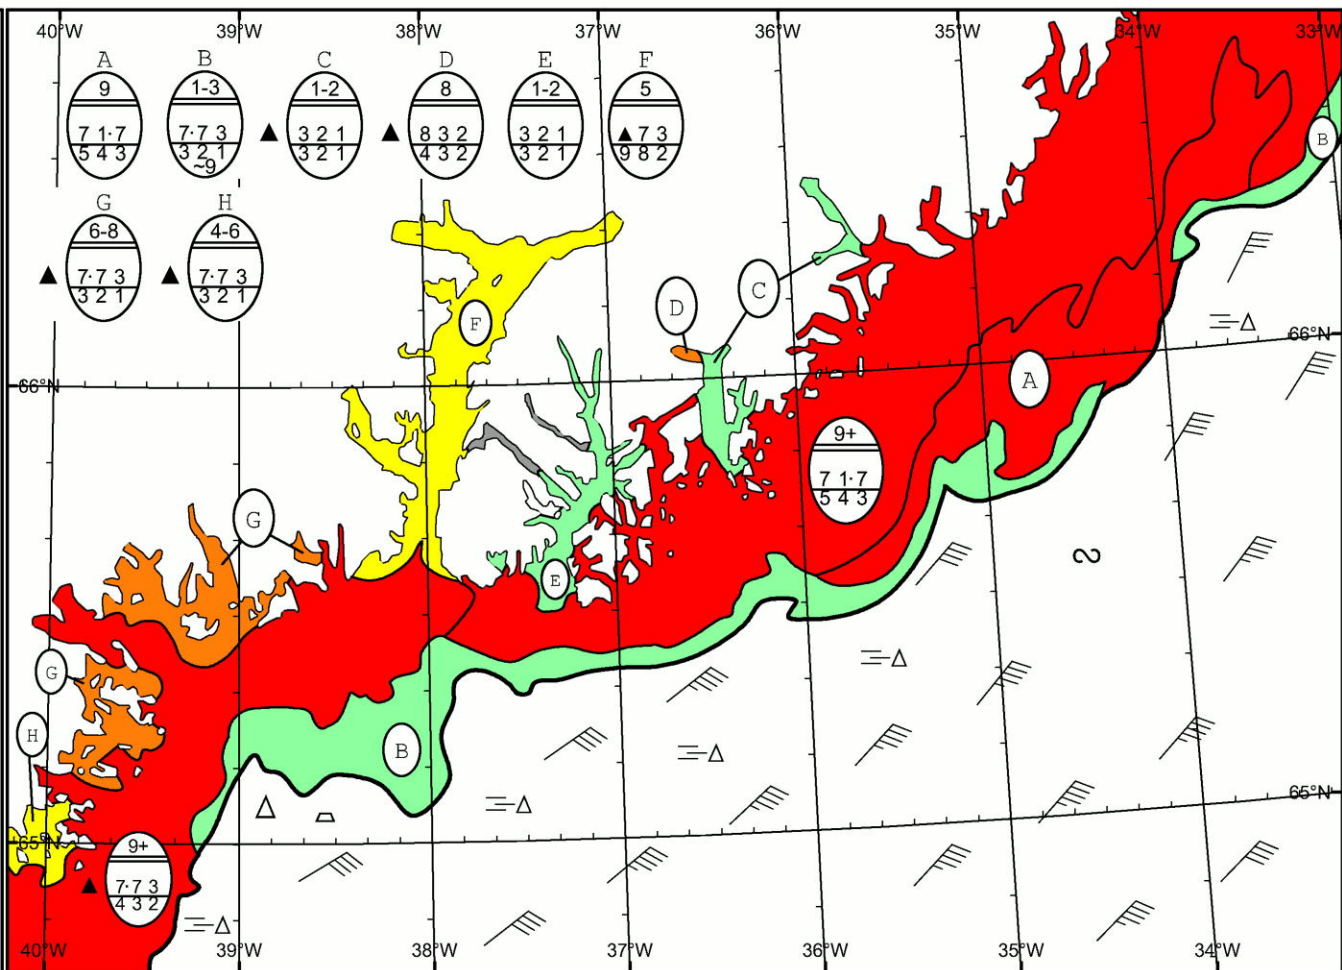 40°W 39°W 38°W 37°W 36°W 35°W 34°W 33°W
A B C D E F
9 1-3 1-2 8 1-2 5
7 1·7 7·7 3 ▲ 3 2 1 ▲ 8 3 2 3 2 1 ▲ 7 3
5 4 3 3 2 1 3 2 1 4 3 2 3 2 1 9 8 2
~9
B
G H
6-8 4-6
▲ 7·7 3 ▲ 7·7 3
3 2 1 3 2 1
D C
F
66°N 66°N
A
9+
7 1·7
5 4 3
G
E
G
H
B
65°N 65°N
9+
▲ 7·7 3
4 3 2
40°W 39°W 38°W 37°W 36°W 35°W 34°W